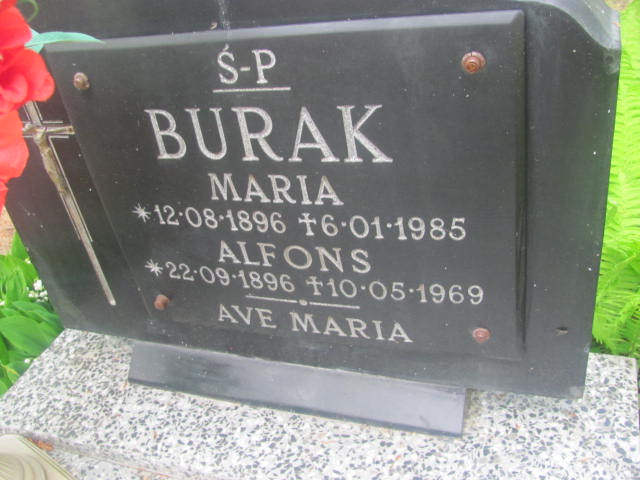 Ś-P
BURAK
MARIA
*12·08·1896 †6·01·1985
ALFONS
*22·09·1896 †10·05·1969
AVE MARIA